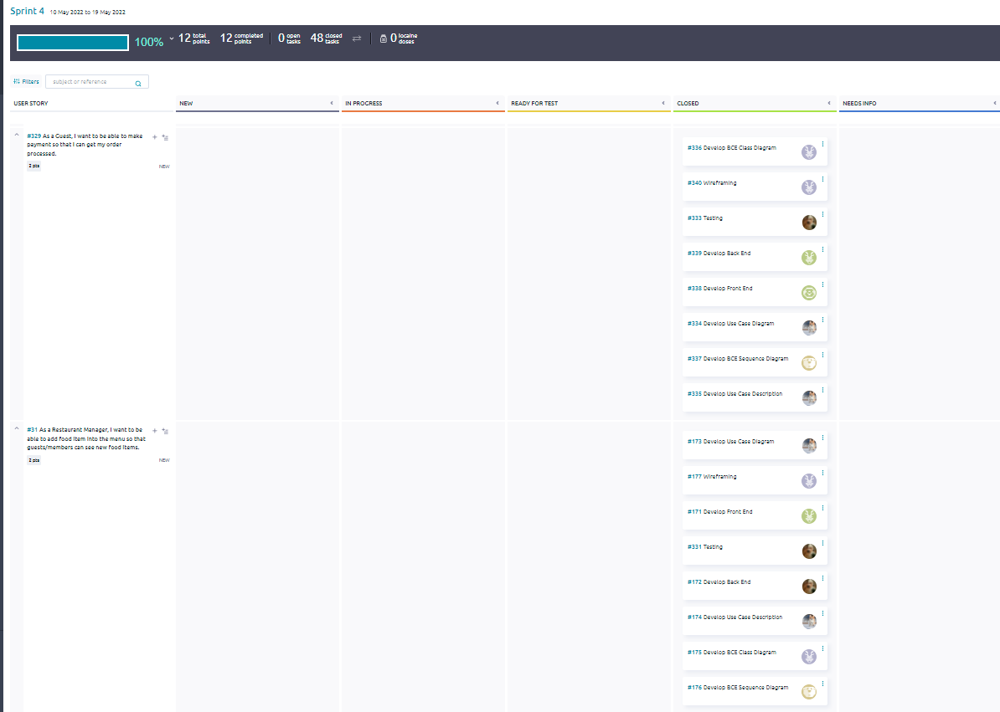 Sprint 4 10 May 2022 to 19 May 2022
100% 12 total points 12 completed points 0 open tasks 48 closed tasks 0 iocaine doses
Filters subject or reference
USER STORY NEW IN PROGRESS READY FOR TEST CLOSED NEEDS INFO
#329 As a Guest, I want to be able to make
payment so that I can get my order
processed.
2 pts NEW
#336 Develop BCE Class Diagram
#340 Wireframing
#333 Testing
#339 Develop Back End
#338 Develop Front End
#334 Develop Use Case Diagram
#337 Develop BCE Sequence Diagram
#335 Develop Use Case Description
#31 As a Restaurant Manager, I want to be
able to add food item into the menu so that
guests/members can see new food items.
2 pts NEW
#173 Develop Use Case Diagram
#177 Wireframing
#171 Develop Front End
#331 Testing
#172 Develop Back End
#174 Develop Use Case Description
#175 Develop BCE Class Diagram
#176 Develop BCE Sequence Diagram